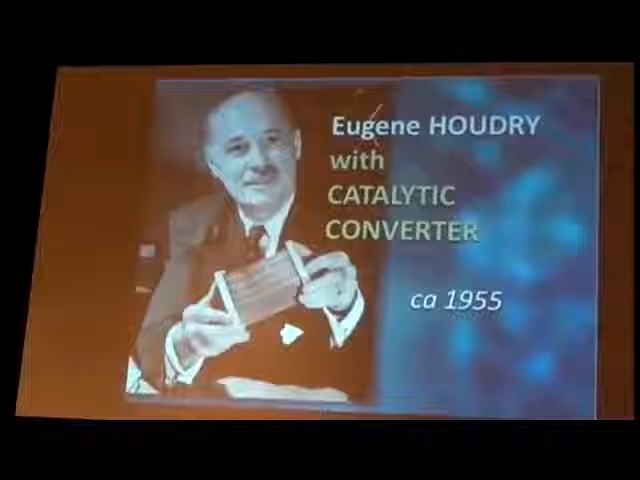 Eugene HOUDRY
with
CATALYTIC
CONVERTER
ca 1955